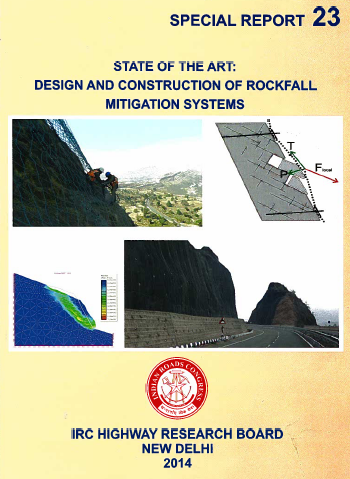 SPECIAL REPORT 23
STATE OF THE ART:
DESIGN AND CONSTRUCTION OF ROCKFALL
MITIGATION SYSTEMS
T
F local
P
INDIAN ROADS CONGRESS
IRC HIGHWAY RESEARCH BOARD
NEW DELHI
2014